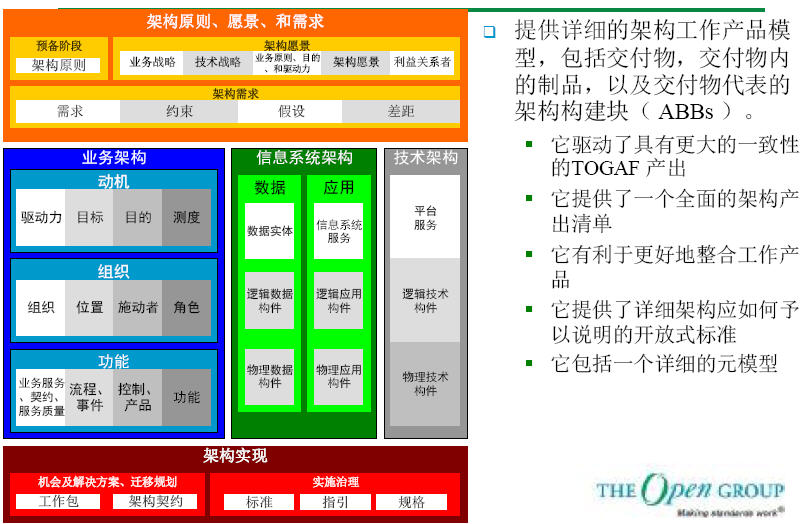 架构原则、愿景、和需求
预备阶段
架构原则
架构愿景
业务战略
技术战略
业务原则、目的
、和驱动力
架构愿景
利益关系者
架构需求
需求
约束
假设
差距
业务架构
动机
驱动力
目标
目的
测度
组织
组织
位置
施动者
角色
功能
业务服务
、契约、
服务质量
流程、
事件
控制、
产品
功能
信息系统架构
数据
应用
数据实体
信息系统
服务
逻辑数据
构件
逻辑应用
构件
物理数据
构件
物理应用
构件
技术架构
平台
服务
逻辑技术
构件
物理技术
构件
架构实现
机会及解决方案、迁移规划
工作包
架构契约
实施治理
标准
指引
规格
提供详细的架构工作产品模
型，包括交付物，交付物内
的制品，以及交付物代表的
架构构建块（ ABBs ）。
它驱动了具有更大的一致性
的TOGAF 产出
它提供了一个全面的架构产
出清单
它有利于更好地整合工作产
品
它提供了详细架构应如何予
以说明的开放式标准
它包括一个详细的元模型
THE Open GROUP
Making standards work®